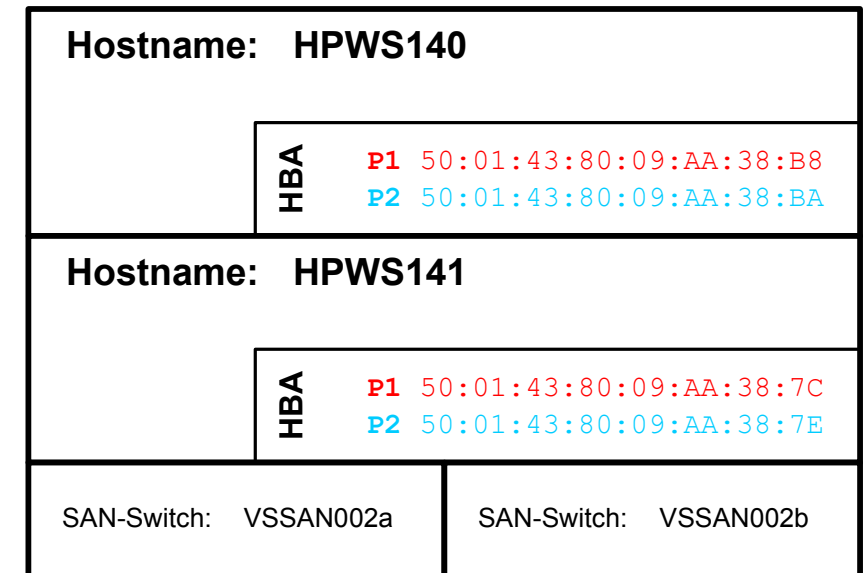 Hostname: HPWS140
HBA
P1 50:01:43:80:09:AA:38:B8
P2 50:01:43:80:09:AA:38:BA
Hostname: HPWS141
HBA
P1 50:01:43:80:09:AA:38:7C
P2 50:01:43:80:09:AA:38:7E
SAN-Switch: VSSAN002a
SAN-Switch: VSSAN002b